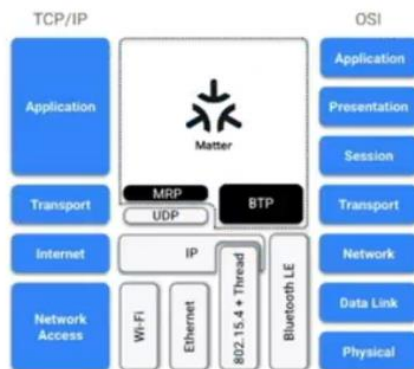 TCP/IP
OSI
Application
Application
Presentation
Session
Matter
MRP
BTP
Transport
UDP
Transport
Internet
IP
Network
Network
Access
Wi-Fi
Ethernet
802.15.4 + Thread
Bluetooth LE
Data Link
Physical